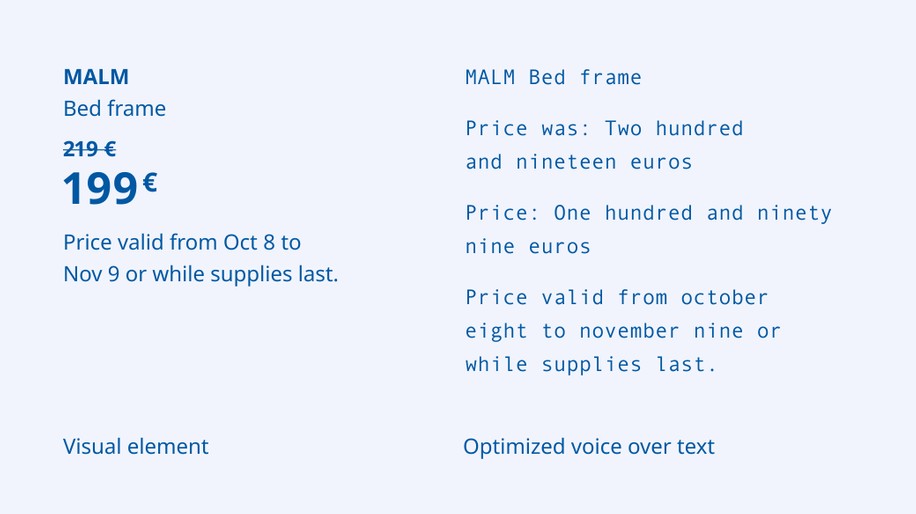 MALM
Bed frame
219 €
199 €
Price valid from Oct 8 to
Nov 9 or while supplies last.
Visual element
MALM Bed frame
Price was: Two hundred
and nineteen euros
Price: One hundred and ninety
nine euros
Price valid from october
eight to november nine or
while supplies last.
Optimized voice over text